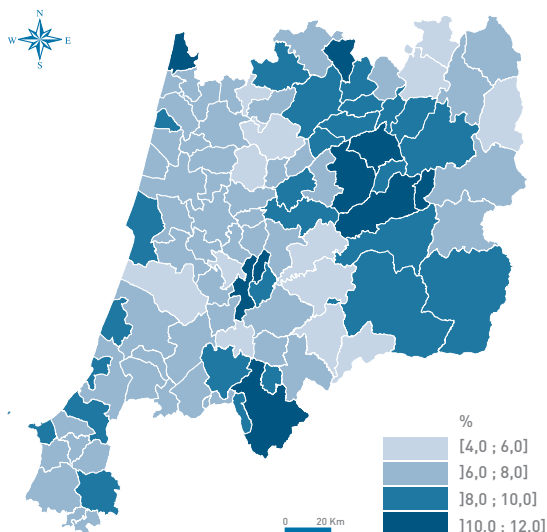 N
W E
S
%
[4,0 ; 6,0]
]6,0 ; 8,0]
]8,0 ; 10,0]
]10,0 ; 12,0]
0 20 Km